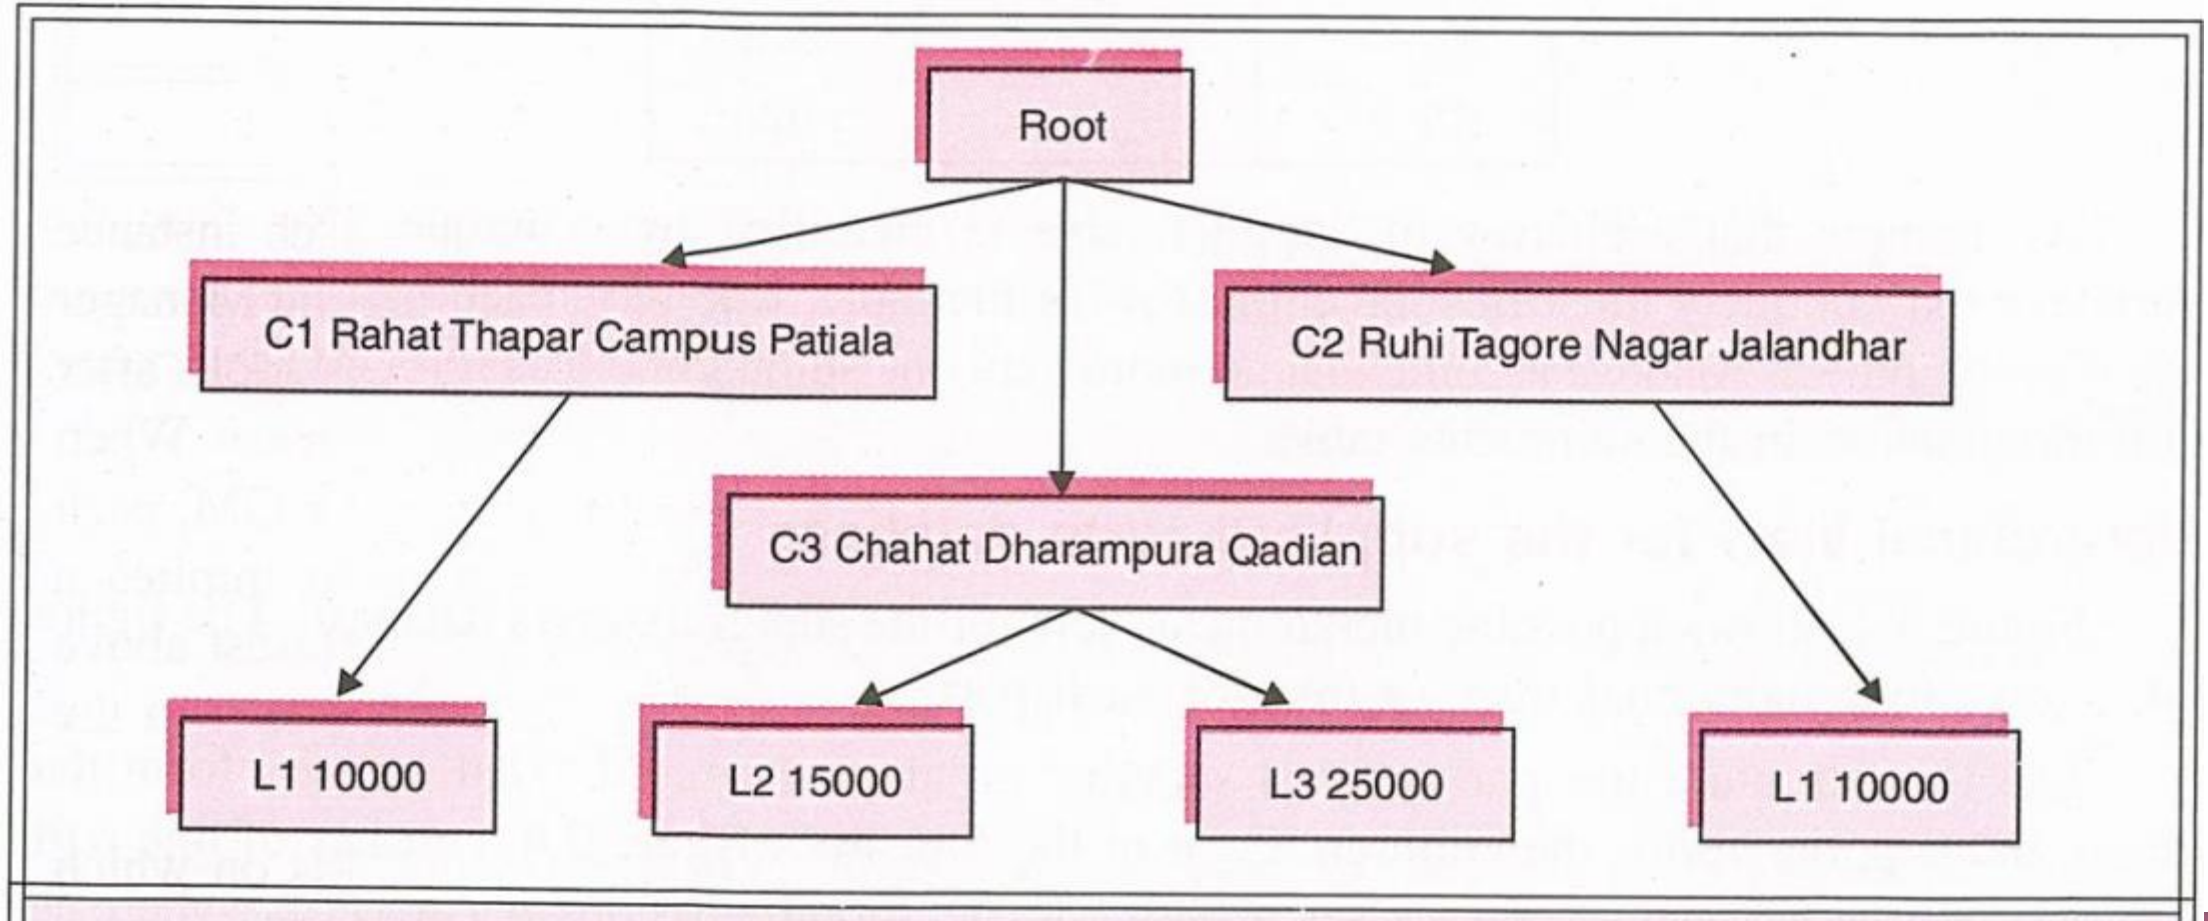 Root
C1 Rahat Thapar Campus Patiala
C2 Ruhi Tagore Nagar Jalandhar
C3 Chahat Dharampura Qadian
L1 10000
L2 15000
L3 25000
L1 10000